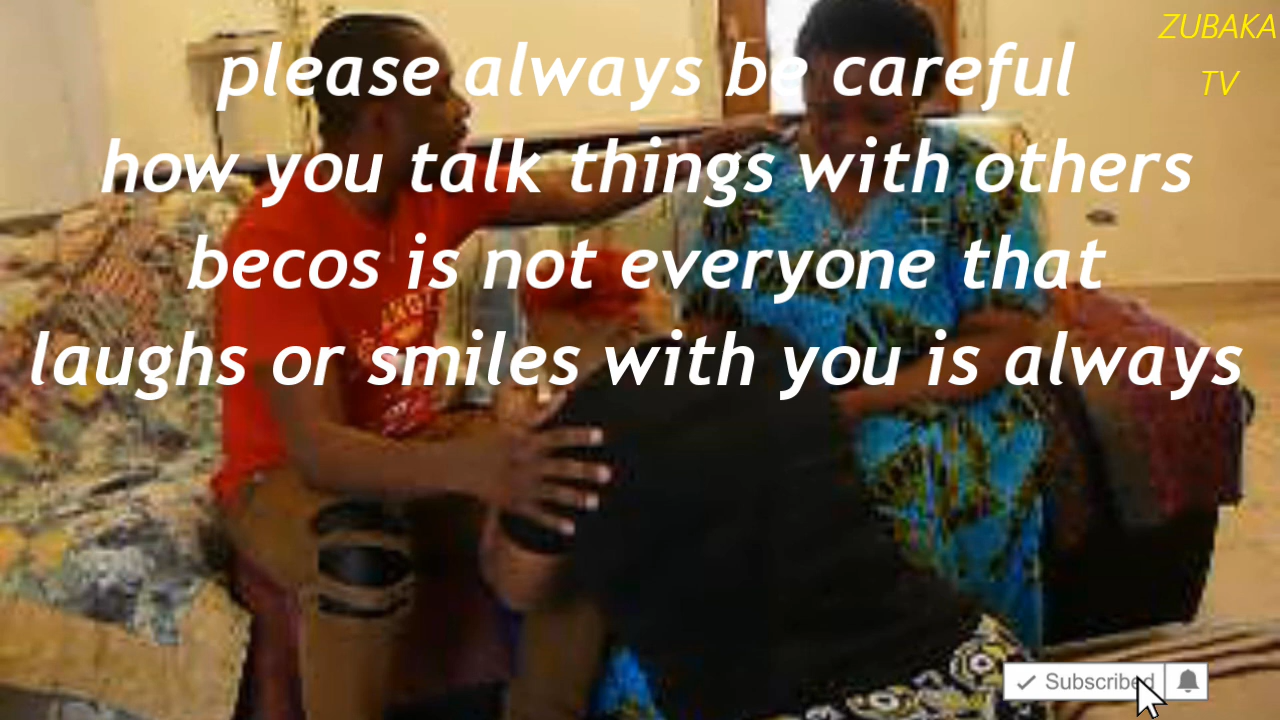 ZUBAKA
TV
please always be careful
how you talk things with others
becos is not everyone that
laughs or smiles with you is always
Subscribed